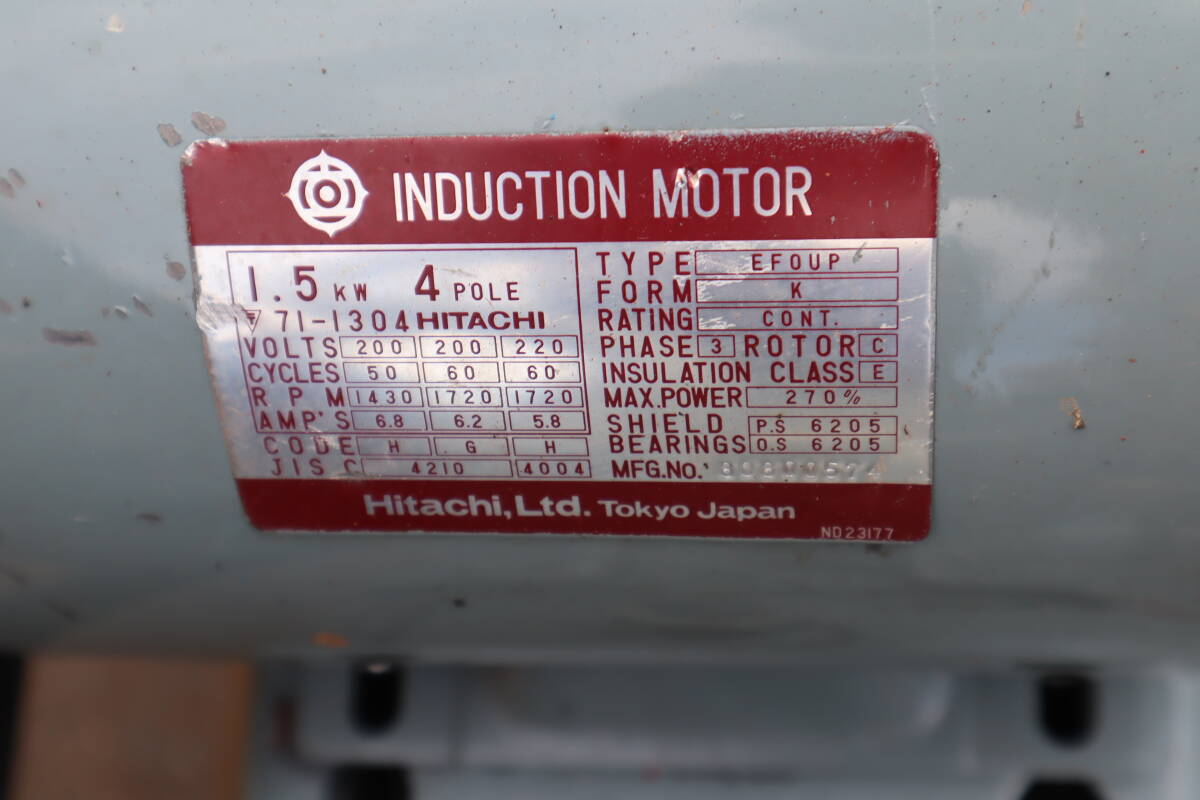 INDUCTION MOTOR
1.5 KW 4 POLE
71-1304 HITACHI
VOLTS 200 200 220
CYCLES 50 60 60
RPM 1430 1720 1720
AMP'S 6.8 6.2 5.8
CODE H G H
JIS C 4210 4004
TYPE EFOUP
FORM K
RATING CONT.
PHASE 3 ROTOR C
INSULATION CLASS E
MAX.POWER 270%
SHIELD P.S 6205
BEARINGS O.S 6205
MFG.NO.
Hitachi, Ltd. Tokyo Japan
ND23177